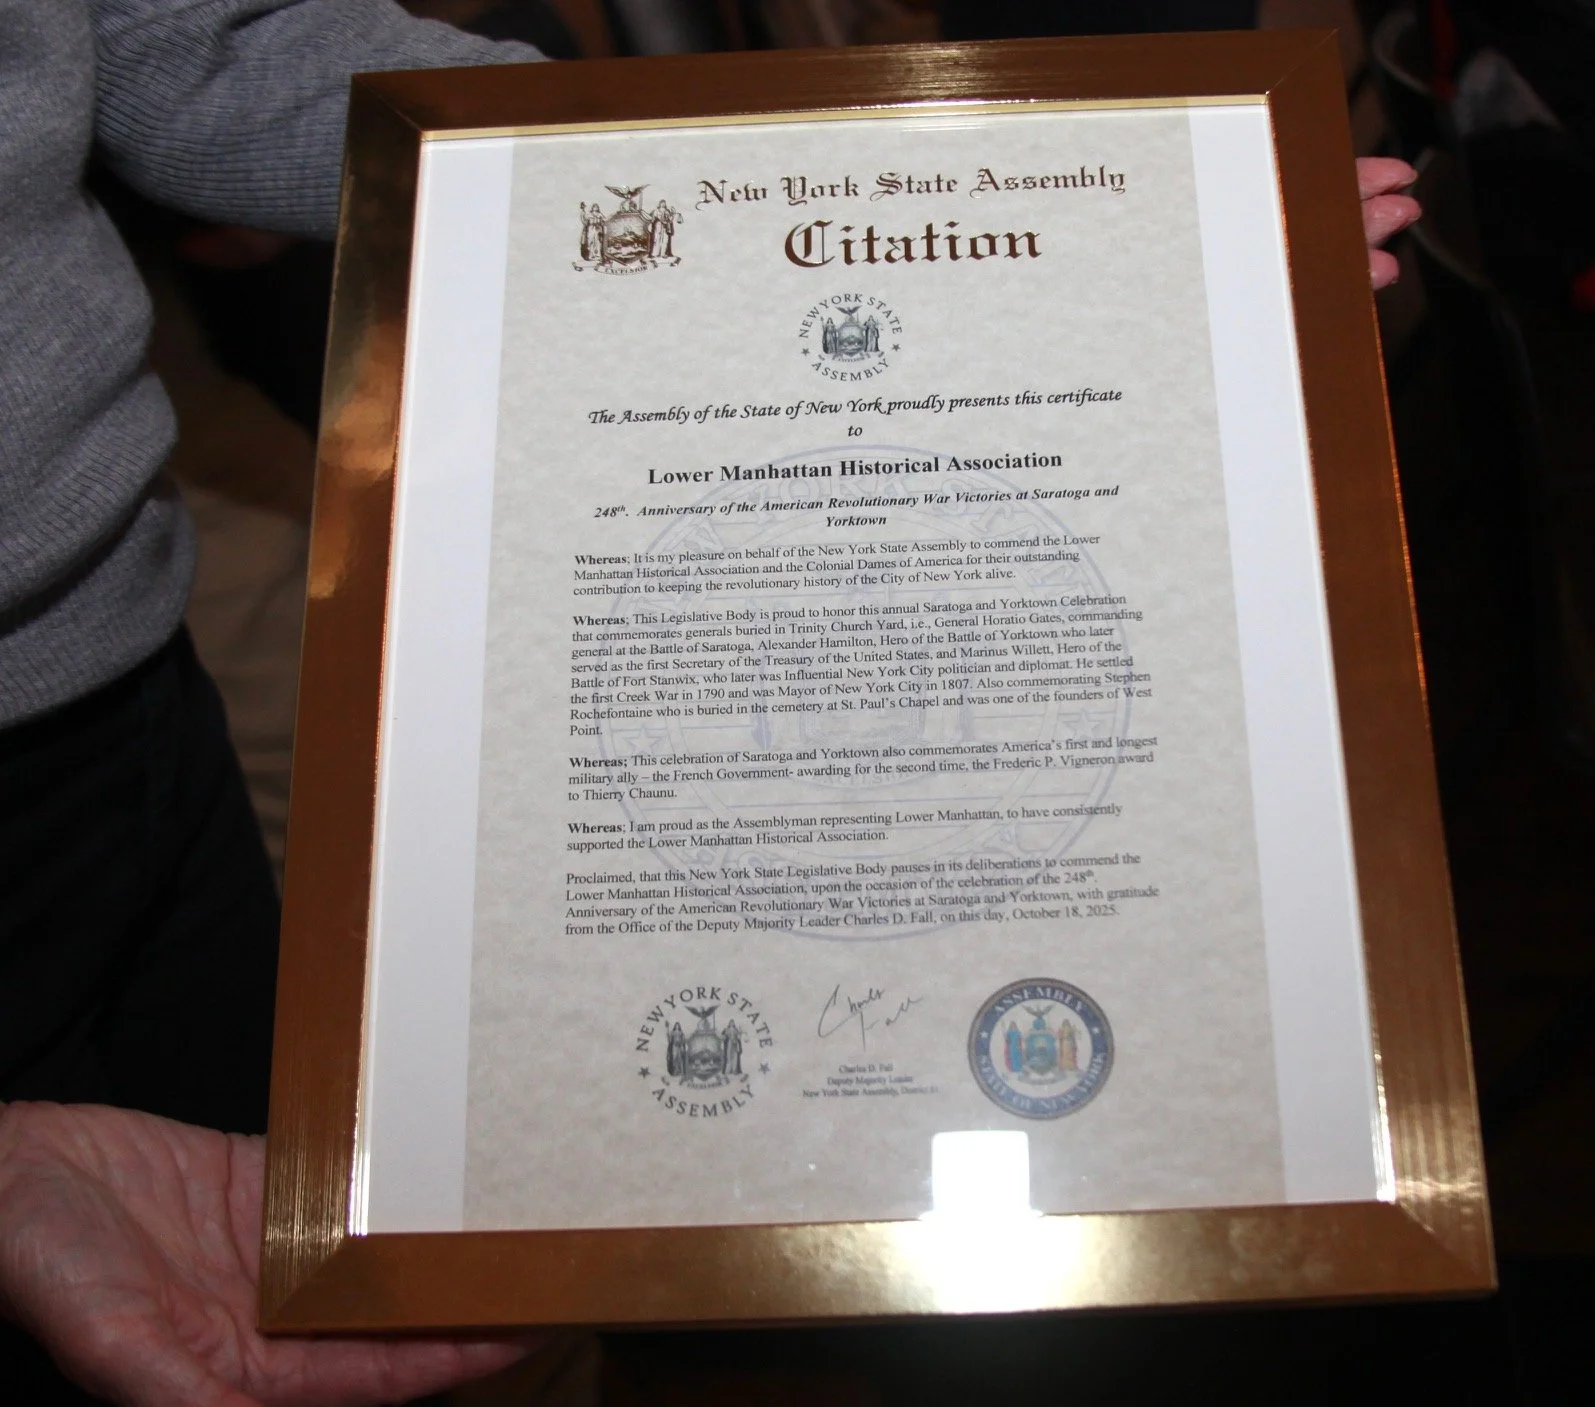 New York State Assembly
Citation
EXCELSIOR
NEW YORK STATE
ASSEMBLY
The Assembly of the State of New York proudly presents this certificate
to
Lower Manhattan Historical Association
248th. Anniversary of the American Revolutionary War Victories at Saratoga and
Yorktown
Whereas; It is my pleasure on behalf of the New York State Assembly to commend the Lower
Manhattan Historical Association and the Colonial Dames of America for their outstanding
contribution to keeping the revolutionary history of the City of New York alive.
Whereas; This Legislative Body is proud to honor this annual Saratoga and Yorktown Celebration
that commemorates generals buried in Trinity Church Yard, i.e., General Horatio Gates, commanding
general at the Battle of Saratoga, Alexander Hamilton, Hero of the Battle of Yorktown who later
served as the first Secretary of the Treasury of the United States, and Marinus Willett, Hero of the
Battle of Fort Stanwix, who later was Influential New York City politician and diplomat. He settled
the first Creek War in 1790 and was Mayor of New York City in 1807. Also commemorating Stephen
Rochefontaine who is buried in the cemetery at St. Paul's Chapel and was one of the founders of West
Point.
Whereas; This celebration of Saratoga and Yorktown also commemorates America's first and longest
military ally – the French Government- awarding for the second time, the Frederic P. Vigneron award
to Thierry Chaunu.
Whereas; I am proud as the Assemblyman representing Lower Manhattan, to have consistently
supported the Lower Manhattan Historical Association.
Proclaimed, that this New York State Legislative Body pauses in its deliberations to commend the
Lower Manhattan Historical Association, upon the occasion of the celebration of the 248th.
Anniversary of the American Revolutionary War Victories at Saratoga and Yorktown, with gratitude
from the Office of the Deputy Majority Leader Charles D. Fall, on this day, October 18, 2025.
NEW YORK STATE
ASSEMBLY
Charles Fall
Charles D. Fall
Deputy Majority Leader
New York State Assembly, District 61
ASSEMBLY
STATE OF NEW YORK